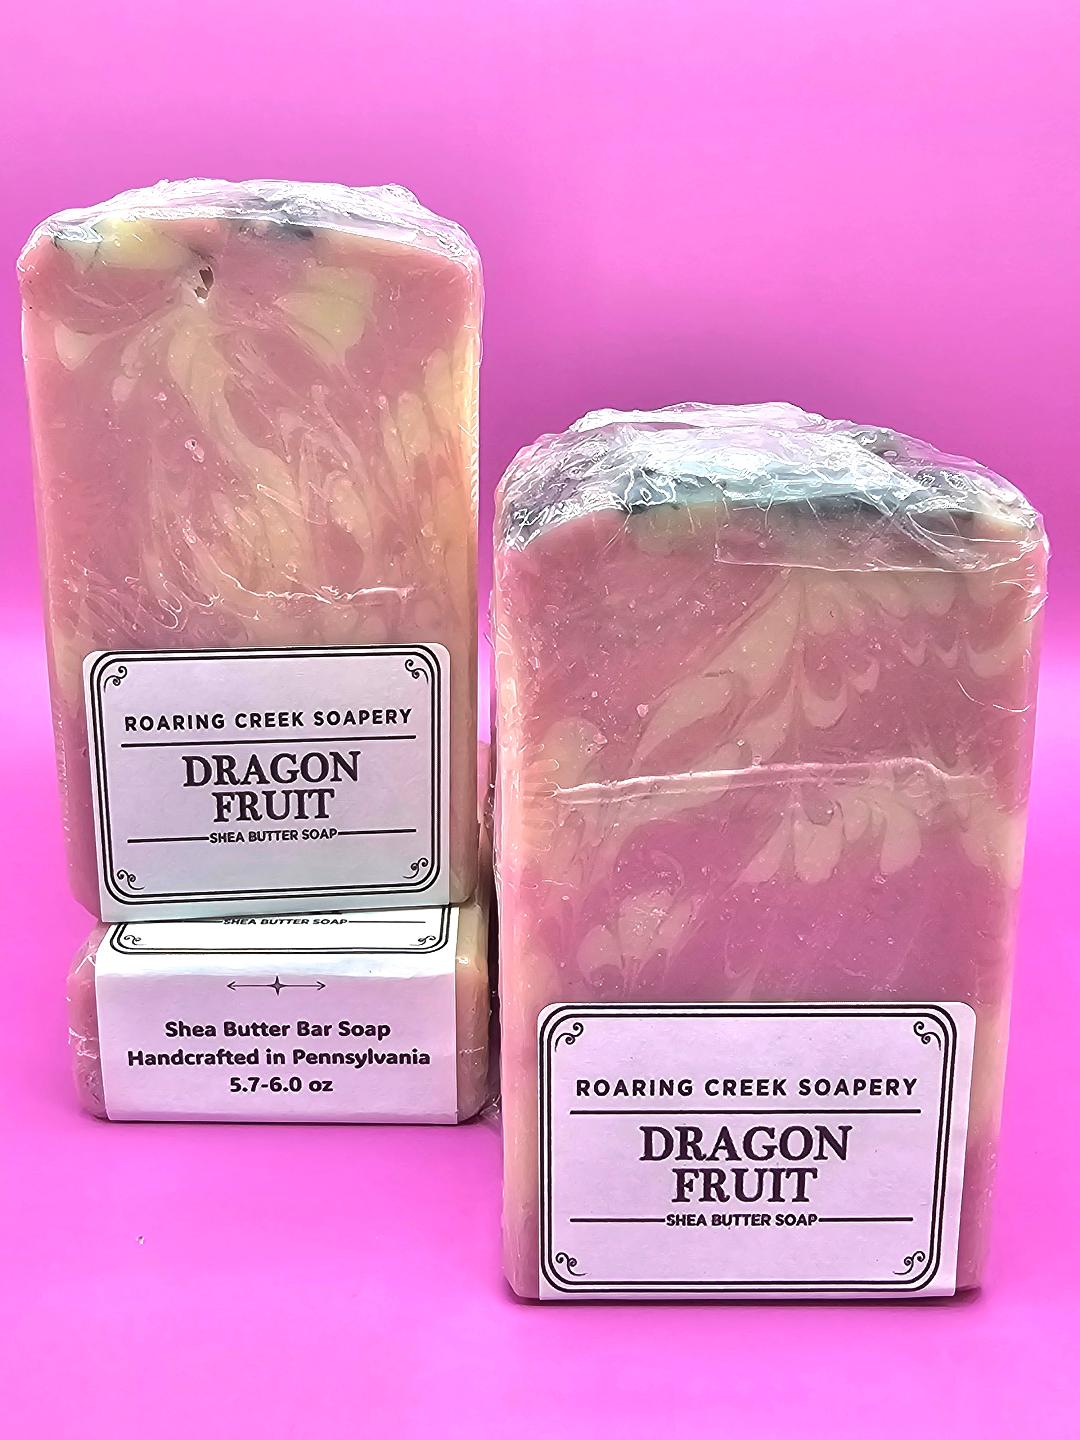 ROARING CREEK SOAPERY
DRAGON
FRUIT
SHEA BUTTER SOAP
SHEA BUTTER SOAP
Shea Butter Bar Soap
Handcrafted in Pennsylvania
5.7-6.0 oz
ROARING CREEK SOAPERY
DRAGON
FRUIT
SHEA BUTTER SOAP